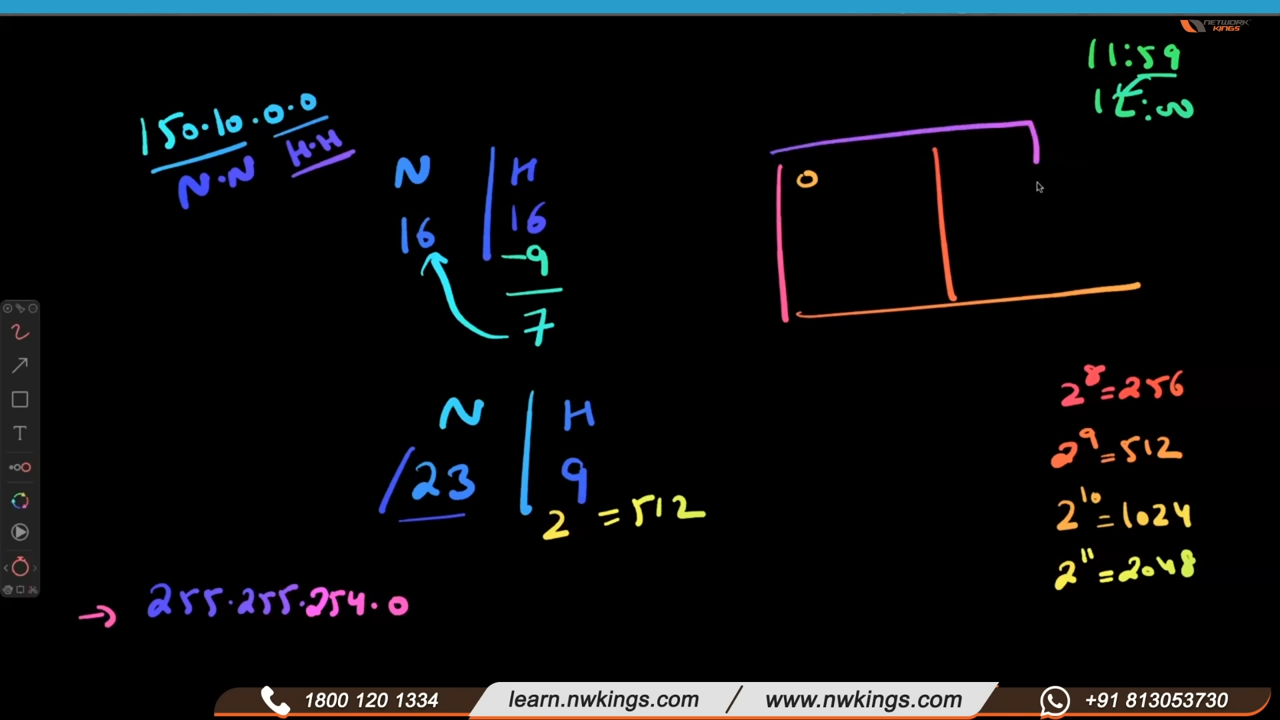 NETWORK
KINGS
11:59
12:00
150.10.0.0
N.N H.H
N | H
16 | 16
-9
7
N | H
/23 | 9
2 = 512
255.255.254.0
0
2^8 = 256
2^9 = 512
2^10 = 1024
2^11 = 2048
1800 120 1334 learn.nwkings.com / www.nwkings.com +91 813053730